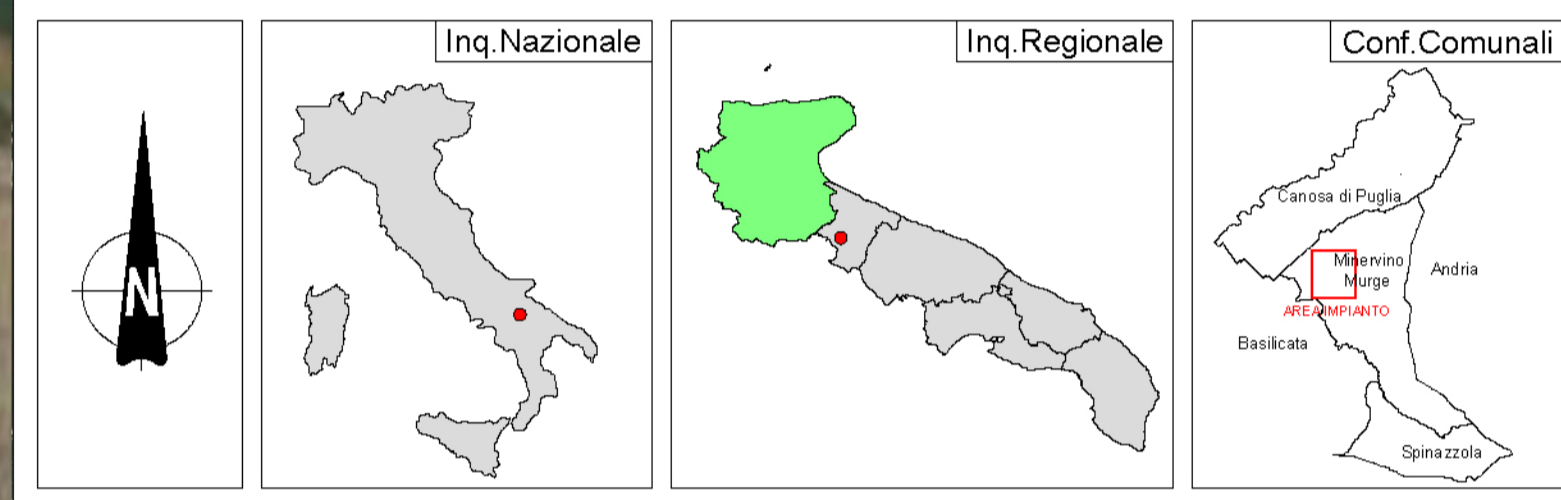 N
Inq.Nazionale
Inq.Regionale
Conf.Comunali
Canosa di Puglia
Minervino
Murge
Andria
AREA IMPIANTO
Basilicata
Spinazzola